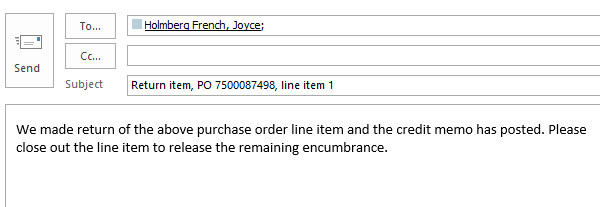 To...
Holmberg French, Joyce;
Cc...
Send
Subject
Return item, PO 7500087498, line item 1
We made return of the above purchase order line item and the credit memo has posted. Please
close out the line item to release the remaining encumbrance.